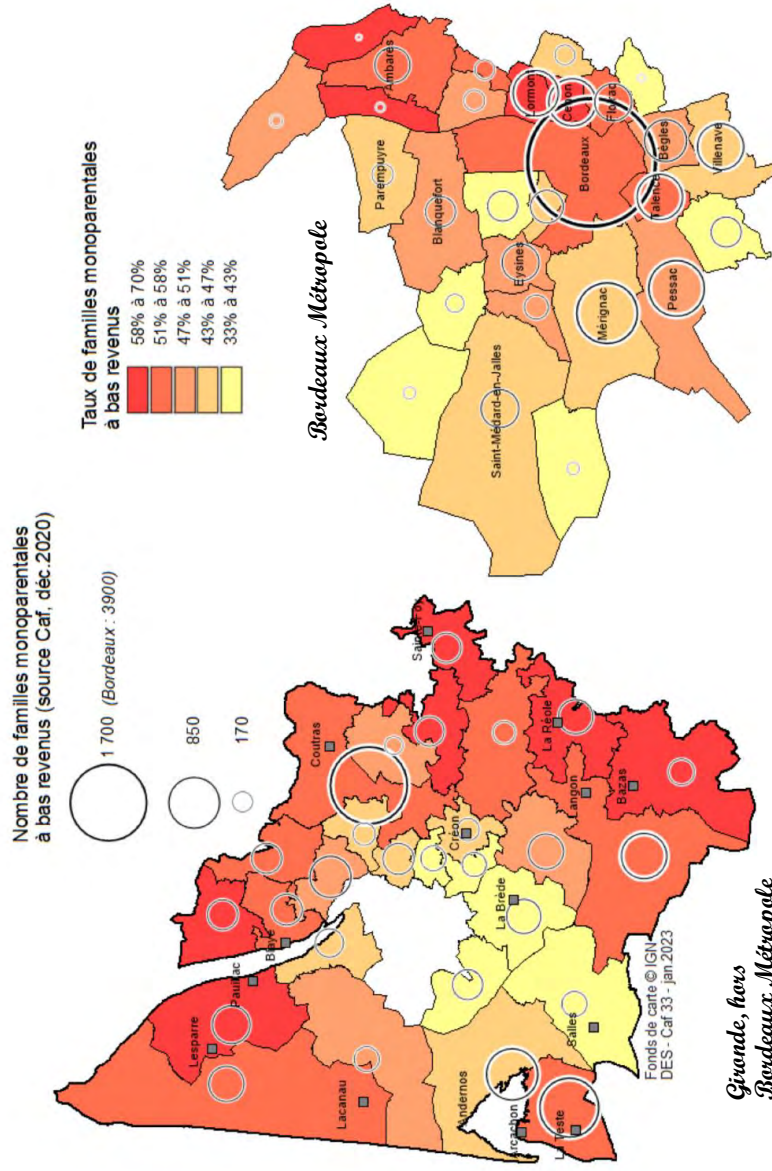 Nombre de familles monoparentales
à bas revenus (source Caf, déc.2020)
1 700 (Bordeaux : 3900)
850
170
Taux de familles monoparentales
à bas revenus
58% à 70%
51% à 58%
47% à 51%
43% à 47%
33% à 43%
Lesparre
Pauillac
Lacanau
Blaye
Coutras
Andernos
Arcachon
La Teste
Salles
La Brède
Créon
Langon
Bazas
La Réole
Sainte-Foy
Fonds de carte © IGN
DES - Caf 33 - jan.2023
Gironde, hors
Bordeaux Métropole
Bordeaux Métropole
Ambarès
Parempuyre
Blanquefort
Saint-Médard-en-Jalles
Eysines
Lormont
Cenon
Floirac
Bordeaux
Mérignac
Talence
Bègles
Pessac
Villenave